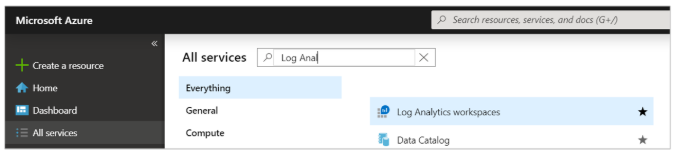 Microsoft Azure
Search resources, services, and docs (G+/)
«
Create a resource
Home
Dashboard
All services
All services
Log Anal
Everything
General
Compute
Log Analytics workspaces
Data Catalog